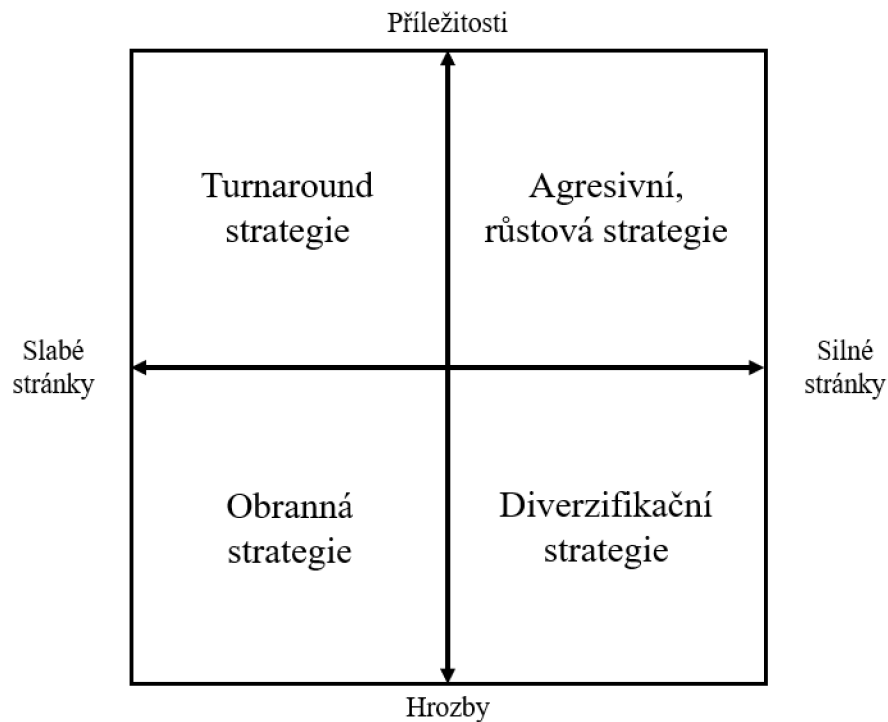 Příležitosti
Turnaround
strategie
Agresivní,
růstová strategie
Slabé
stránky
Silné
stránky
Obranná
strategie
Diverzifikační
strategie
Hrozby